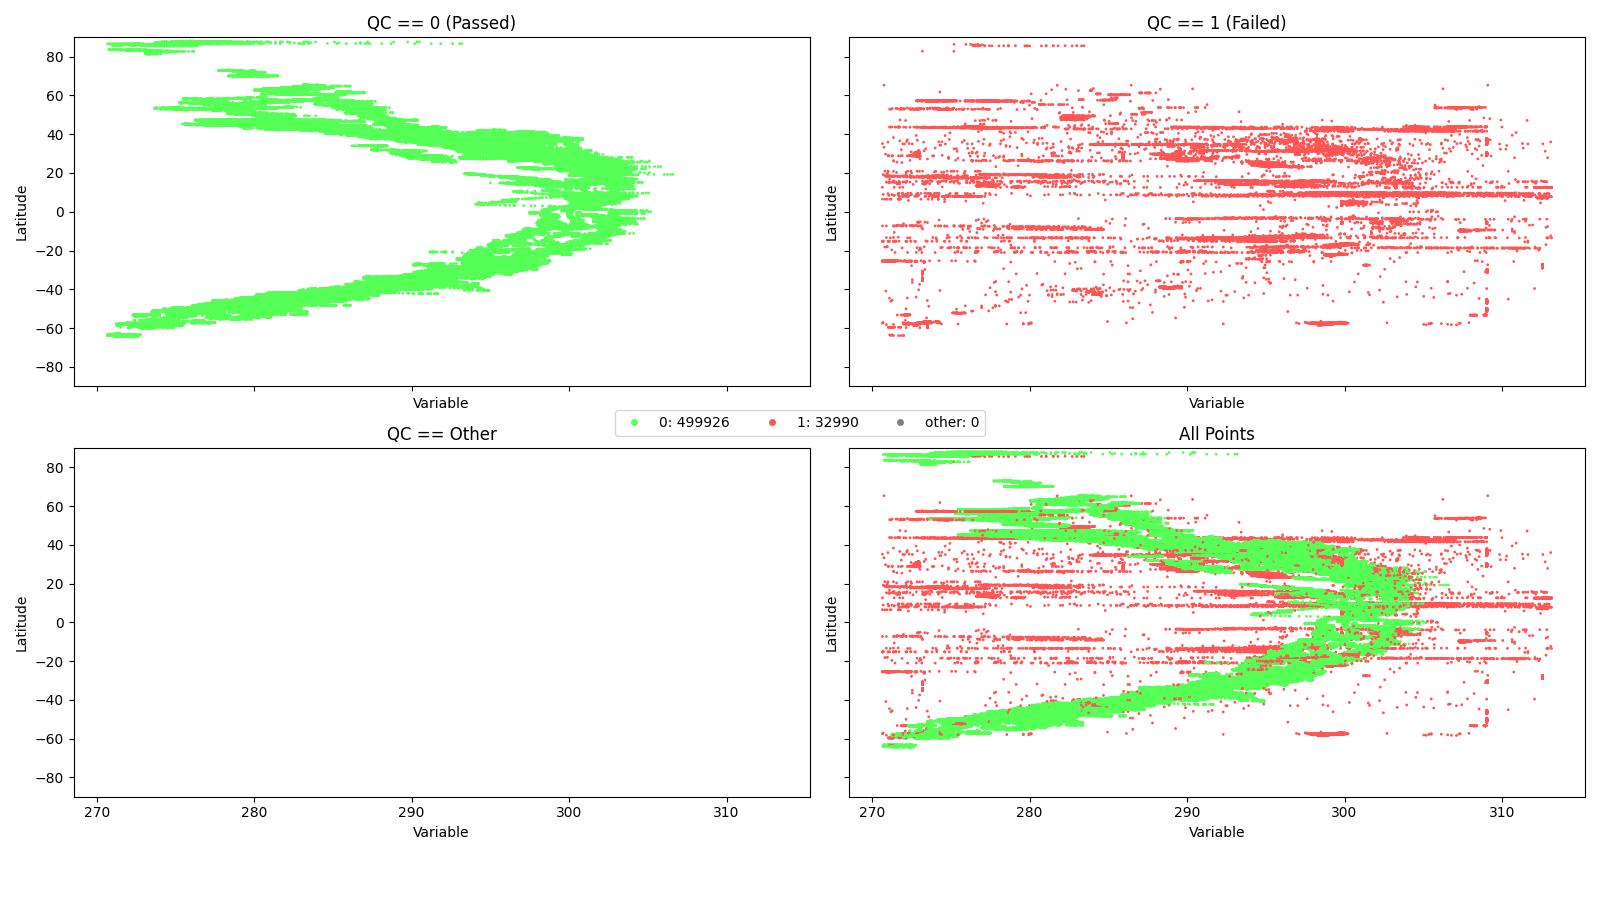 QC == 0 (Passed)
QC == 1 (Failed)
80
60
40
20
0
−20
−40
−60
−80
Latitude
Latitude
Variable
Variable
0: 499926 1: 32990 other: 0
QC == Other
All Points
80
60
40
20
0
−20
−40
−60
−80
Latitude
Latitude
270 280 290 300 310
270 280 290 300 310
Variable
Variable